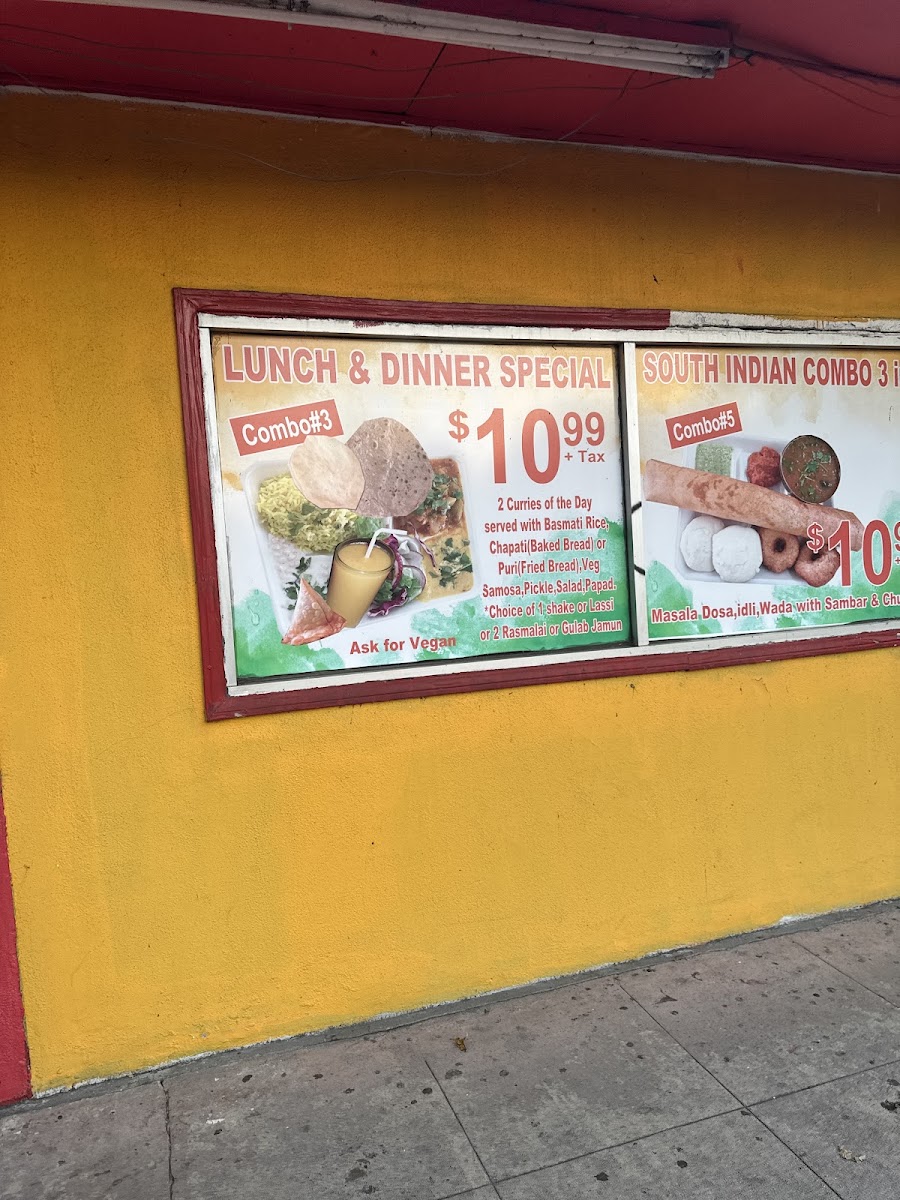 LUNCH & DINNER SPECIAL
Combo#3
$10.99
+ Tax
2 Curries of the Day
served with Basmati Rice,
Chapati(Baked Bread) or
Puri(Fried Bread),Veg
Samosa,Pickle,Salad,Papad.
*Choice of 1 shake or Lassi
or 2 Rasmalai or Gulab Jamun
Ask for Vegan
SOUTH INDIAN COMBO 3 i
Combo#5
$10
Masala Dosa,idli,Wada with Sambar & Chu